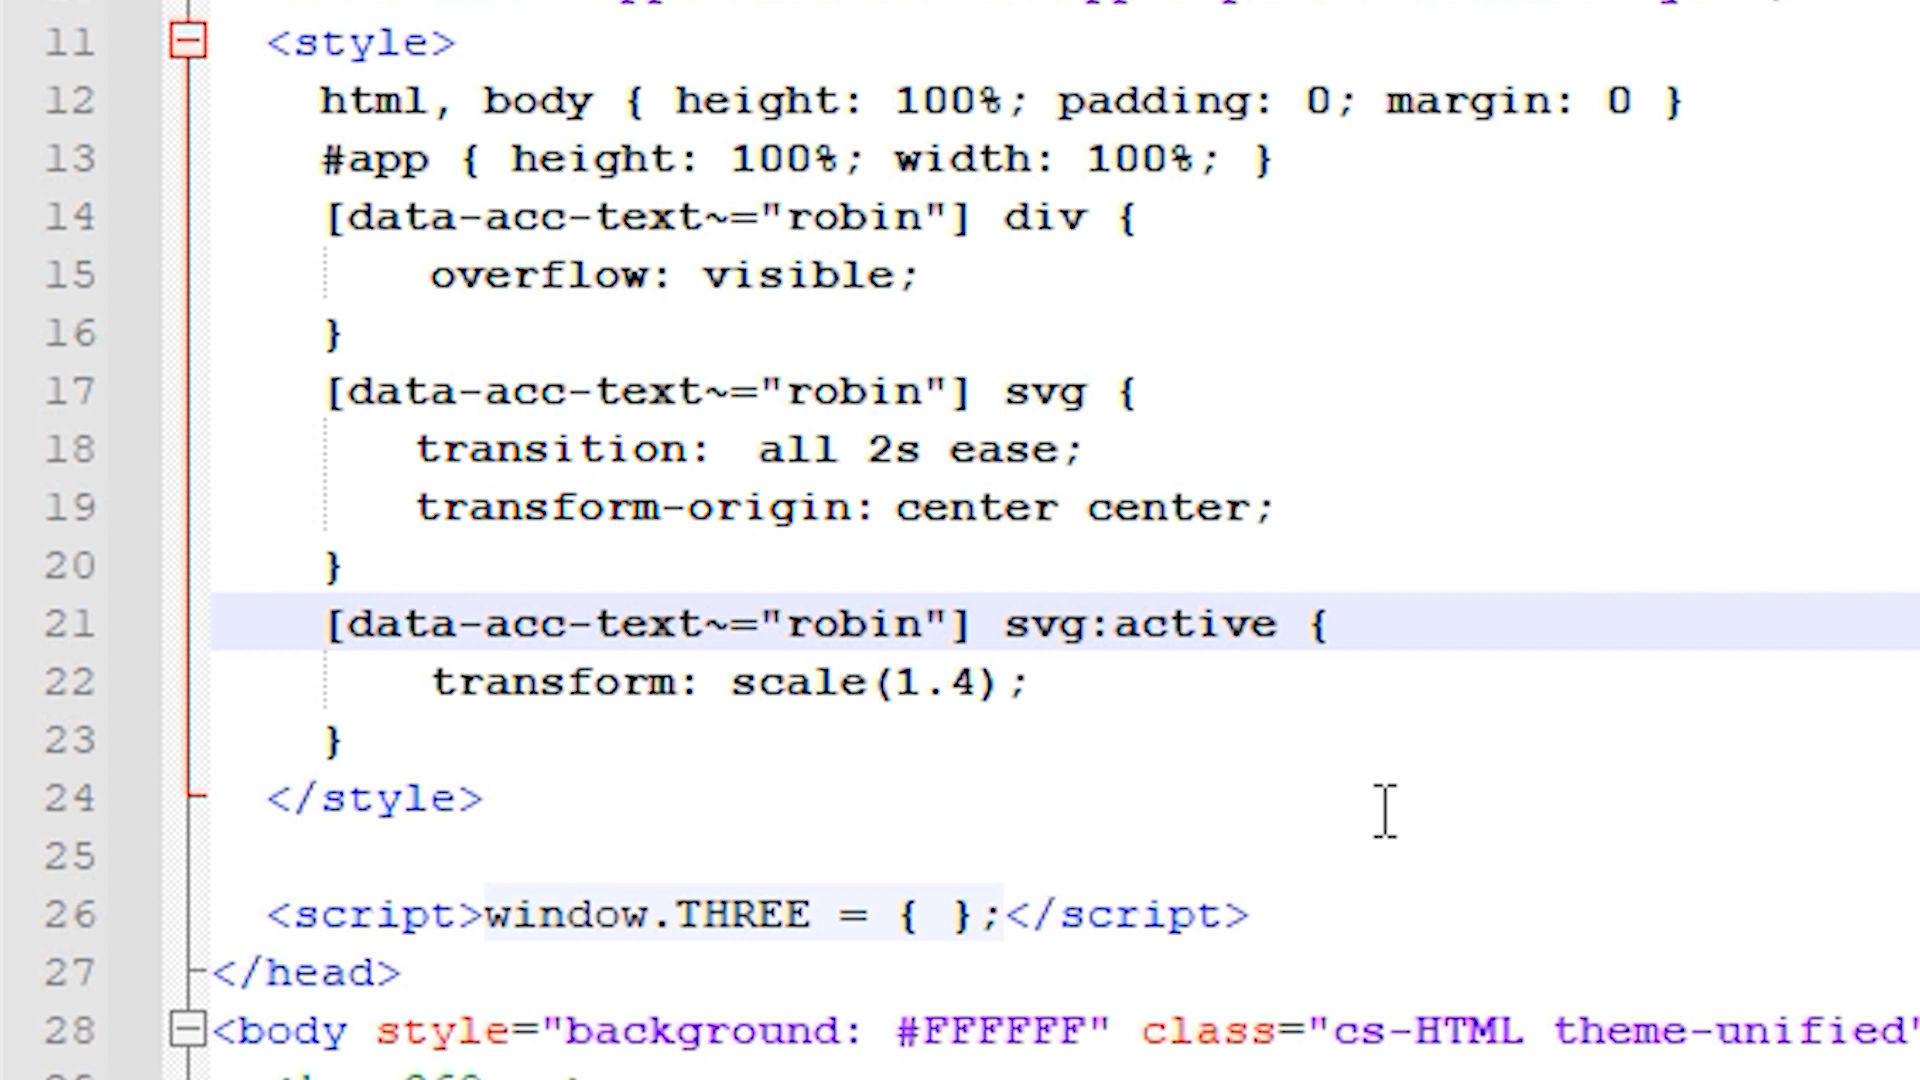 11 <style>
12 html, body { height: 100%; padding: 0; margin: 0 }
13 #app { height: 100%; width: 100%; }
14 [data-acc-text~="robin"] div {
15 overflow: visible;
16 }
17 [data-acc-text~="robin"] svg {
18 transition: all 2s ease;
19 transform-origin: center center;
20 }
21 [data-acc-text~="robin"] svg:active {
22 transform: scale(1.4);
23 }
24 </style>
25
26 <script>window.THREE = { };</script>
27 </head>
28 <body style="background: #FFFFFF" class="cs-HTML theme-unified"